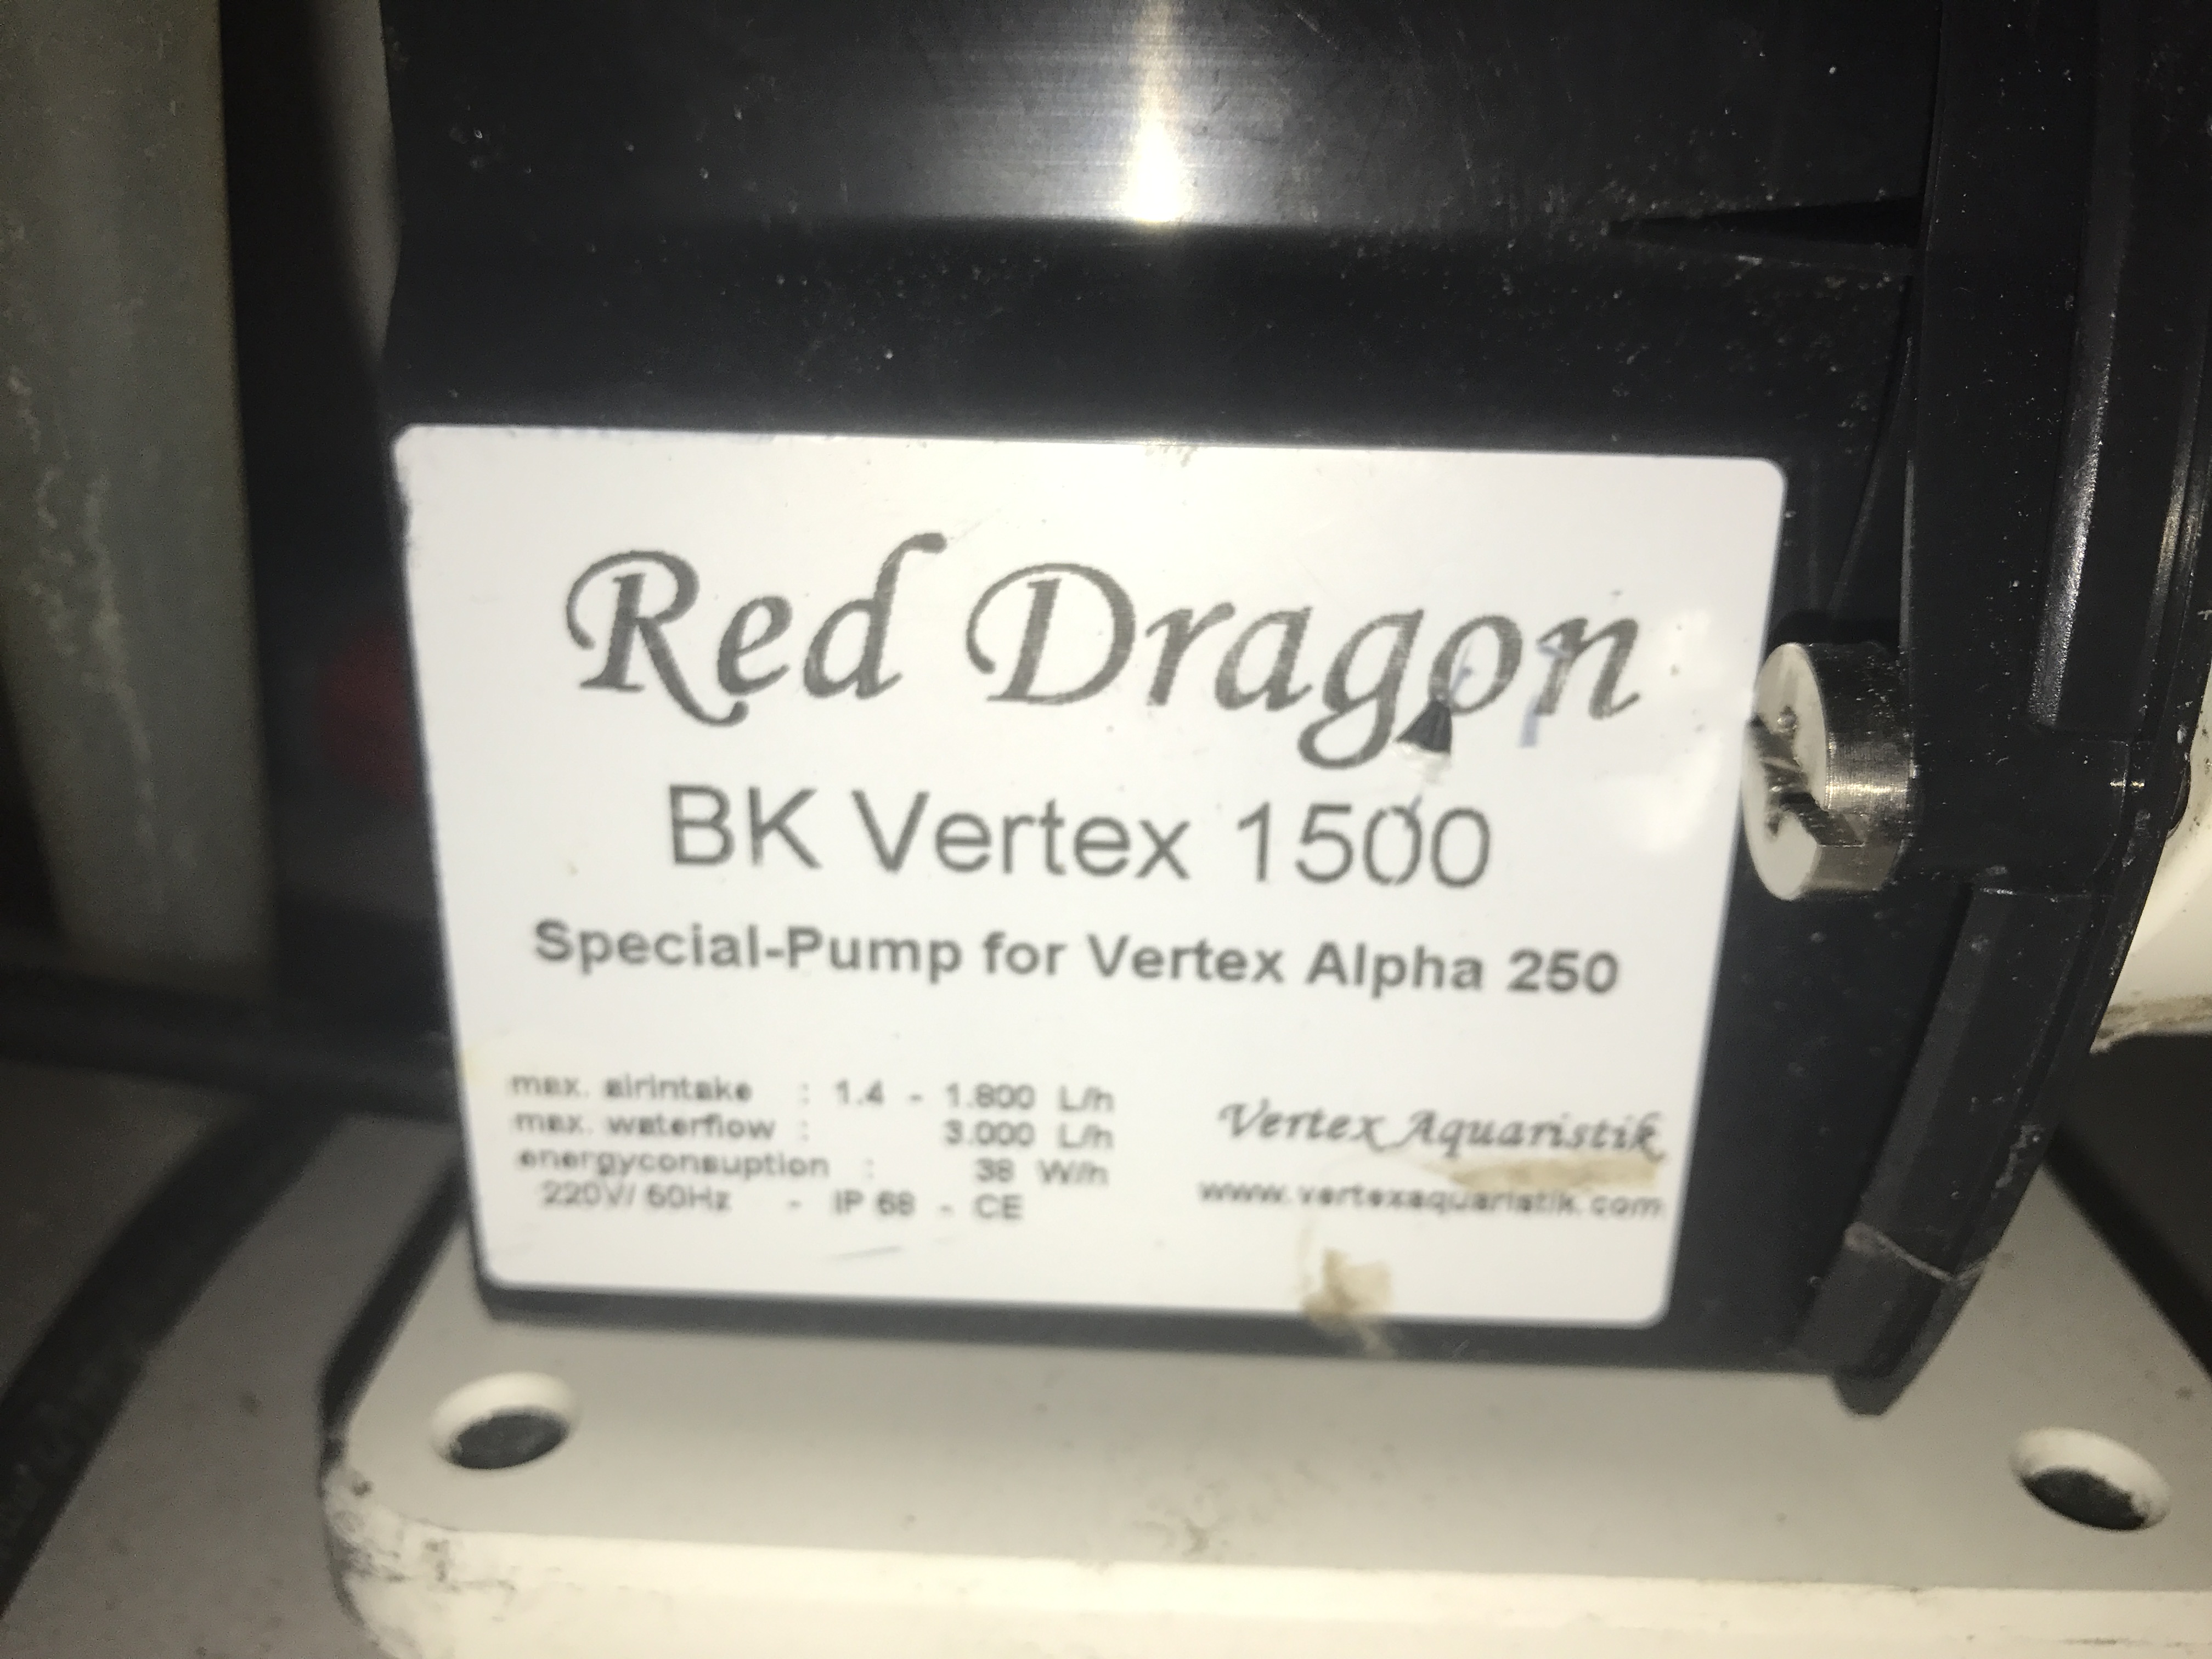 Red Dragon
BK Vertex 1500
Special-Pump for Vertex Alpha 250
max. airintake : 1.4 - 1.800 L/h
max. waterflow : 3.000 L/h
energyconsuption : 38 W/h
220V/ 50Hz - IP 68 - CE
Vertex Aquaristik
www.vertexaquaristik.com